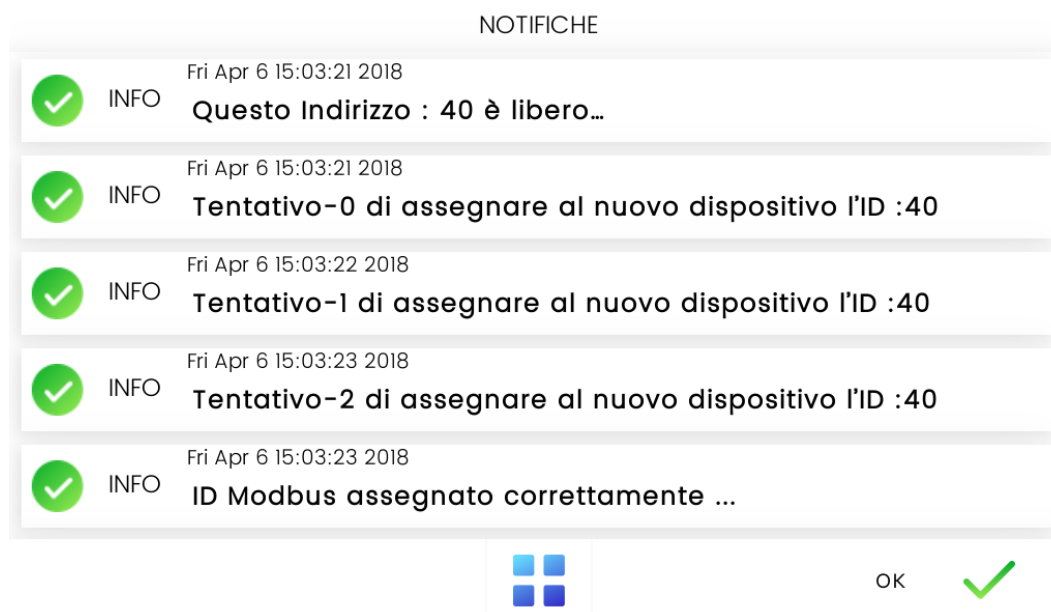 NOTIFICHE
Fri Apr 6 15:03:21 2018
INFO
Questo Indirizzo : 40 è libero…
Fri Apr 6 15:03:21 2018
INFO
Tentativo-0 di assegnare al nuovo dispositivo l'ID :40
Fri Apr 6 15:03:22 2018
INFO
Tentativo-1 di assegnare al nuovo dispositivo l'ID :40
Fri Apr 6 15:03:23 2018
INFO
Tentativo-2 di assegnare al nuovo dispositivo l'ID :40
Fri Apr 6 15:03:23 2018
INFO
ID Modbus assegnato correttamente ...
OK